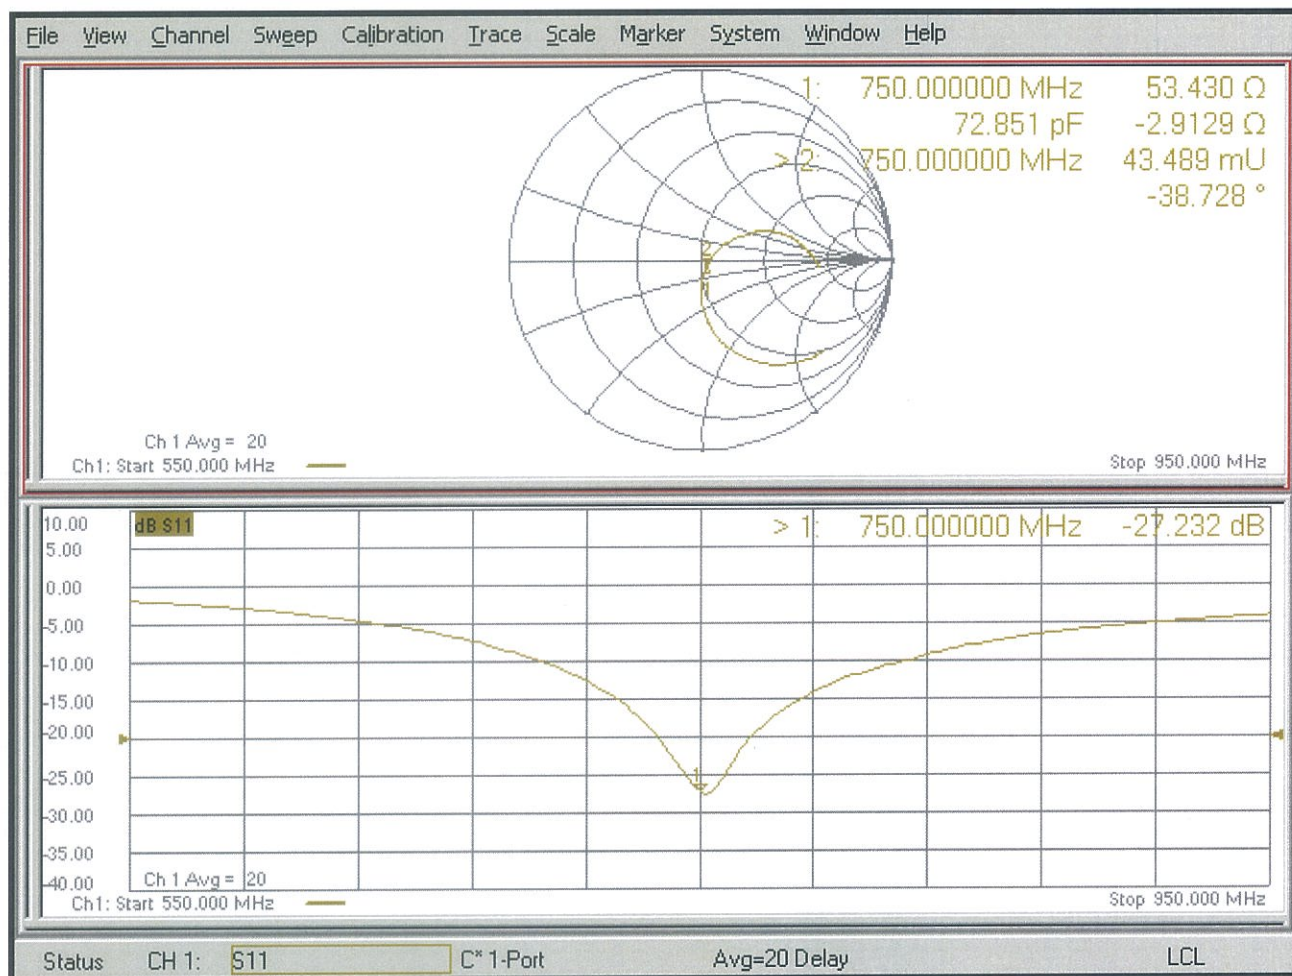 File View Channel Sweep Calibration Trace Scale Marker System Window Help
1: 750.000000 MHz 53.430 Ω
72.851 pF -2.9129 Ω
> 2: 750.000000 MHz 43.489 mU
-38.728 °
2
1
Ch 1 Avg = 20
Ch1: Start 550.000 MHz
Stop 950.000 MHz
10.00
dB S11
> 1: 750.000000 MHz -27.232 dB
5.00
0.00
-5.00
-10.00
-15.00
-20.00
-25.00
1
-30.00
-35.00
-40.00
Ch 1 Avg = 20
Ch1: Start 550.000 MHz
Stop 950.000 MHz
Status CH 1: S11 C* 1-Port Avg=20 Delay LCL